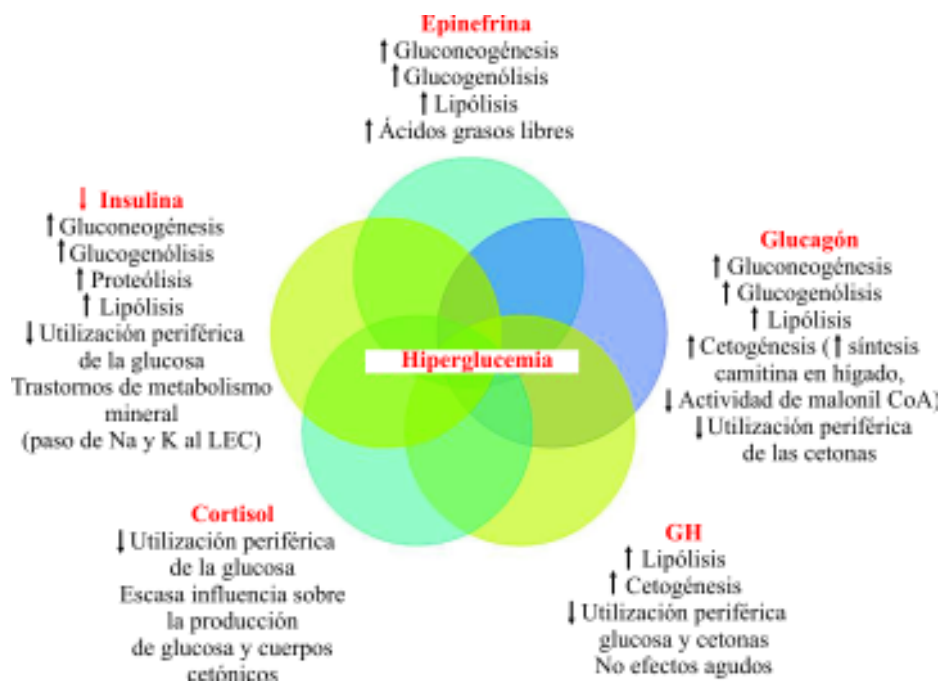 Epinefrina
↑ Gluconeogénesis
↑ Glucogenólisis
↑ Lipólisis
↑ Ácidos grasos libres
↓ Insulina
↑ Gluconeogénesis
↑ Glucogenólisis
↑ Proteólisis
↑ Lipólisis
↓ Utilización periférica
de la glucosa
Trastornos de metabolismo
mineral
(paso de Na y K al LEC)
Glucagón
↑ Gluconeogénesis
↑ Glucogenólisis
↑ Lipólisis
↑ Cetogénesis (↑ síntesis
carnitina en hígado,
↓ Actividad de malonil CoA)
↓ Utilización periférica
de las cetonas
Hiperglucemia
Cortisol
↓ Utilización periférica
de la glucosa
Escasa influencia sobre
la producción
de glucosa y cuerpos
cetónicos
GH
↑ Lipólisis
↑ Cetogénesis
↓ Utilización periférica
glucosa y cetonas
No efectos agudos